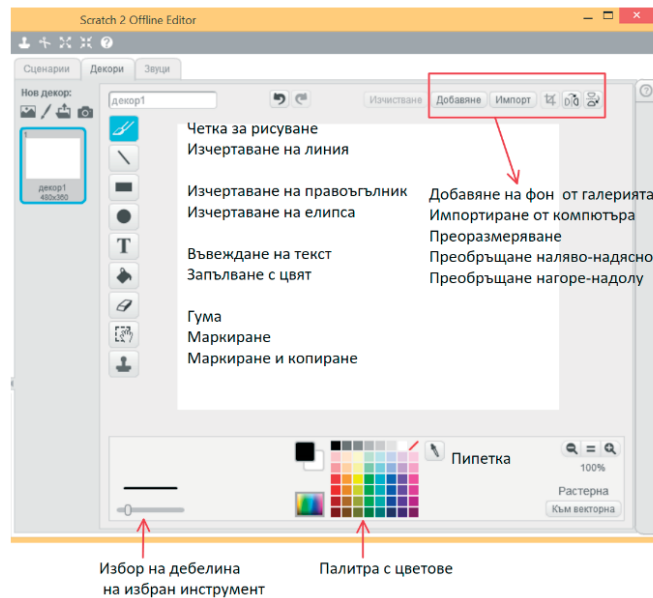 Scratch 2 Offline Editor
Сценарии Декори Звуци
Нов декор:
декор1
Изчистване Добавяне Импорт
1
декор1
480x360
Четка за рисуване
Изчертаване на линия
Изчертаване на правоъгълник
Изчертаване на елипса
T
Въвеждане на текст
Запълване с цвят
Гума
Маркиране
Маркиране и копиране
Добавяне на фон от галерията
Импортиране от компютъра
Преоразмеряване
Преобръщане наляво-надясно
Преобръщане нагоре-надолу
Пипетка
100%
Растерна
Към векторна
Избор на дебелина
на избран инструмент
Палитра с цветове